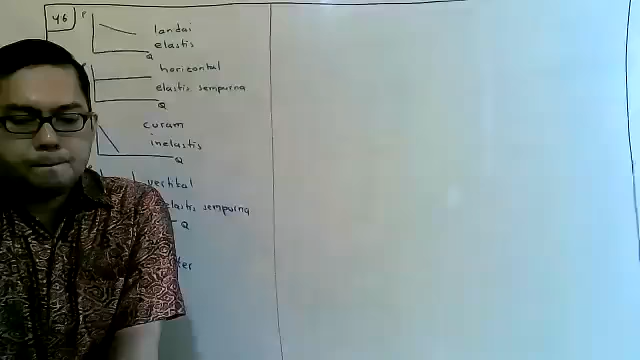 46
P
landai
elastis
Q
horizontal
elastis sempurna
Q
curam
inelastis
Q
vertikal
elastis sempurna
Q